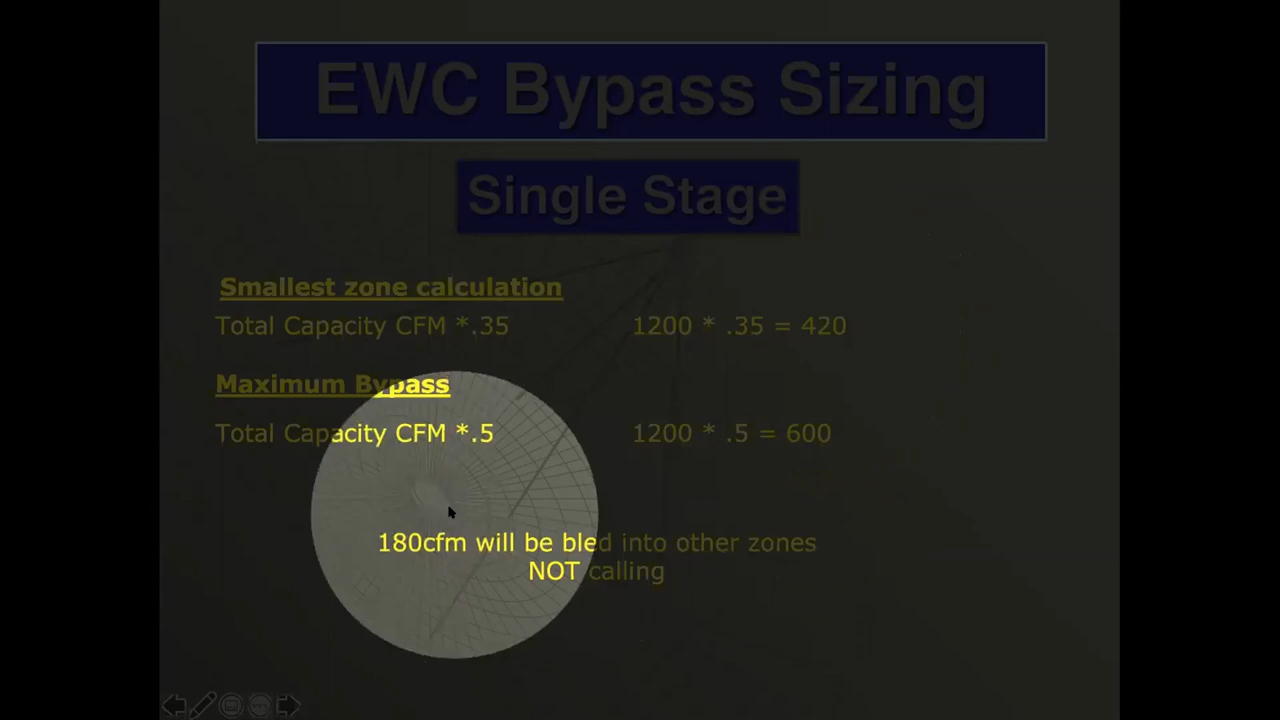 EWC Bypass Sizing
Single Stage
Smallest zone calculation
Total Capacity CFM *.35 1200 * .35 = 420
Maximum Bypass
Total Capacity CFM *.5 1200 * .5 = 600
180cfm will be bled into other zones
NOT calling